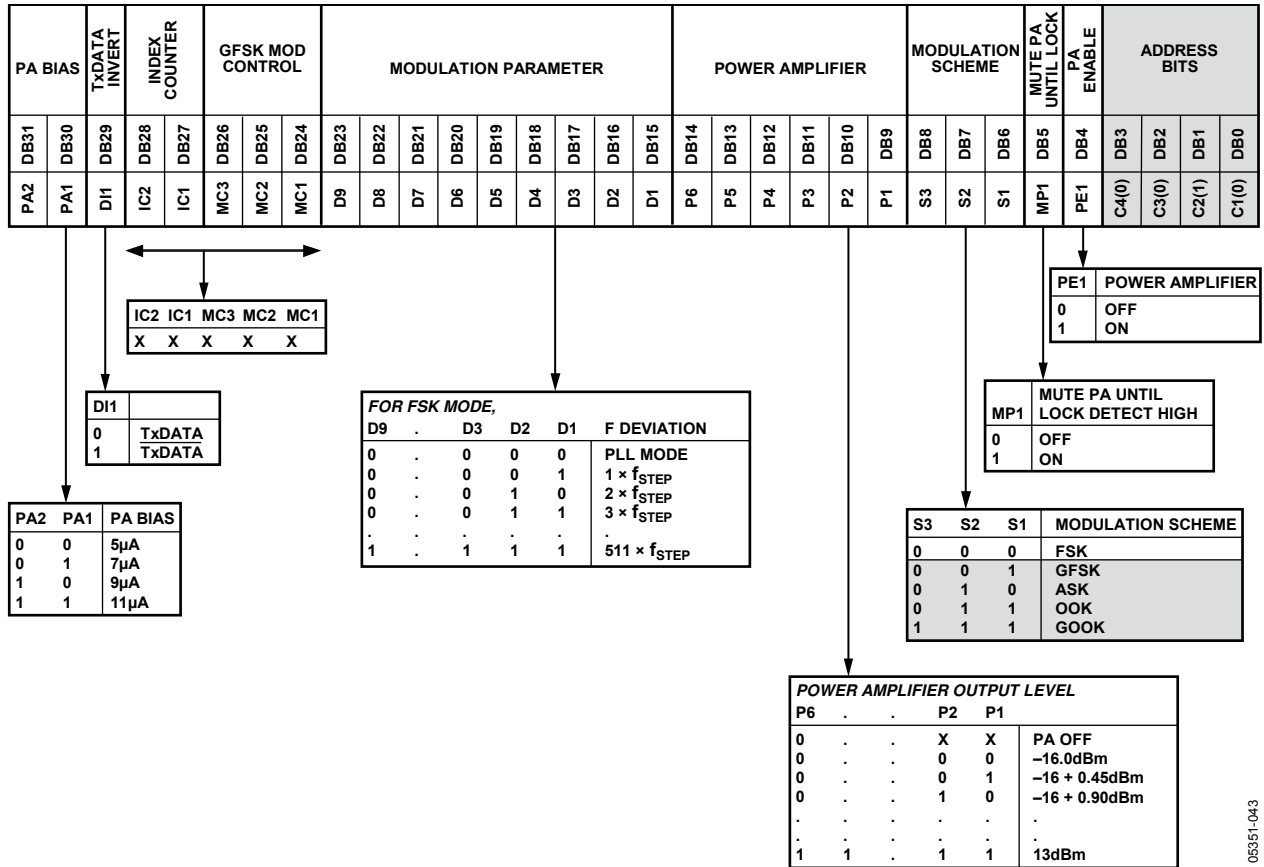 PA BIAS
TxDATA
INVERT
INDEX
COUNTER
GFSK MOD
CONTROL
MODULATION PARAMETER
POWER AMPLIFIER
MODULATION
SCHEME
MUTE PA
UNTIL LOCK
PA
ENABLE
ADDRESS
BITS
DB31 DB30 DB29 DB28 DB27 DB26 DB25 DB24 DB23 DB22 DB21 DB20 DB19 DB18 DB17 DB16 DB15 DB14 DB13 DB12 DB11 DB10 DB9 DB8 DB7 DB6 DB5 DB4 DB3 DB2 DB1 DB0
PA2 PA1 DI1 IC2 IC1 MC3 MC2 MC1 D9 D8 D7 D6 D5 D4 D3 D2 D1 P6 P5 P4 P3 P2 P1 S3 S2 S1 MP1 PE1 C4(0) C3(0) C2(1) C1(0)
PE1 POWER AMPLIFIER
0 OFF
1 ON
IC2 IC1 MC3 MC2 MC1
X X X X X
MP1 MUTE PA UNTIL
LOCK DETECT HIGH
0 OFF
1 ON
DI1
0 TxDATA
1 TxDATA
FOR FSK MODE,
D9 . D3 D2 D1 F DEVIATION
0 . 0 0 0 PLL MODE
0 . 0 0 1 1 × fSTEP
0 . 0 1 0 2 × fSTEP
0 . 0 1 1 3 × fSTEP
. . . . . .
1 . 1 1 1 511 × fSTEP
PA2 PA1 PA BIAS
0 0 5µA
0 1 7µA
1 0 9µA
1 1 11µA
S3 S2 S1 MODULATION SCHEME
0 0 0 FSK
0 0 1 GFSK
0 1 0 ASK
0 1 1 OOK
1 1 1 GOOK
POWER AMPLIFIER OUTPUT LEVEL
P6 . . P2 P1
0 . . X X PA OFF
0 . . 0 0 –16.0dBm
0 . . 0 1 –16 + 0.45dBm
0 . . 1 0 –16 + 0.90dBm
. . . . . .
. . . . . .
1 1 . 1 1 13dBm
05351-043